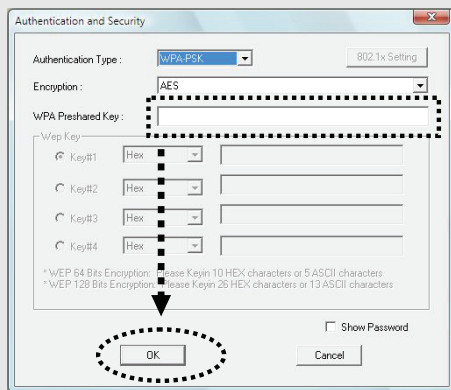 Authentication and Security
Authentication Type :
WPA-PSK
802.1x Setting
Encryption :
AES
WPA Preshared Key :
Wep Key
Key#1
Hex
Key#2
Hex
Key#3
Hex
Key#4
Hex
* WEP 64 Bits Encryption: Please Keyin 10 HEX characters or 5 ASCII characters
* WEP 128 Bits Encryption: Please Keyin 26 HEX characters or 13 ASCII characters
Show Password
OK
Cancel